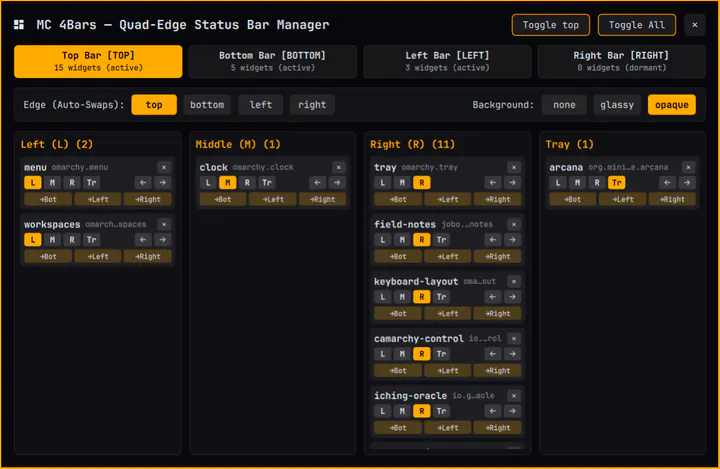 MC 4Bars — Quad-Edge Status Bar Manager
Toggle top
Toggle All
×
Top Bar [TOP]
15 widgets (active)
Bottom Bar [BOTTOM]
5 widgets (active)
Left Bar [LEFT]
3 widgets (active)
Right Bar [RIGHT]
0 widgets (dormant)
Edge (Auto-Swaps): top bottom left right
Background: none glassy opaque
Left (L) (2)
menu omarchy.menu ×
L M R Tr ← →
→Bot →Left →Right
workspaces omarch…spaces ×
L M R Tr ← →
→Bot →Left →Right
Middle (M) (1)
clock omarchy.clock ×
L M R Tr ← →
→Bot →Left →Right
Right (R) (11)
tray omarchy.tray ×
L M R ← →
→Bot →Left →Right
field-notes jobo.…notes ×
L M R Tr ← →
→Bot →Left →Right
keyboard-layout oma…out ×
L M R Tr ← →
→Bot →Left →Right
camarchy-control io.…rol ×
L M R Tr ← →
→Bot →Left →Right
iching-oracle io.g…acle ×
L M R Tr ← →
→Bot →Left →Right
Tray (1)
arcana org.mini…e.arcana ×
L M R Tr ← →
→Bot →Left →Right